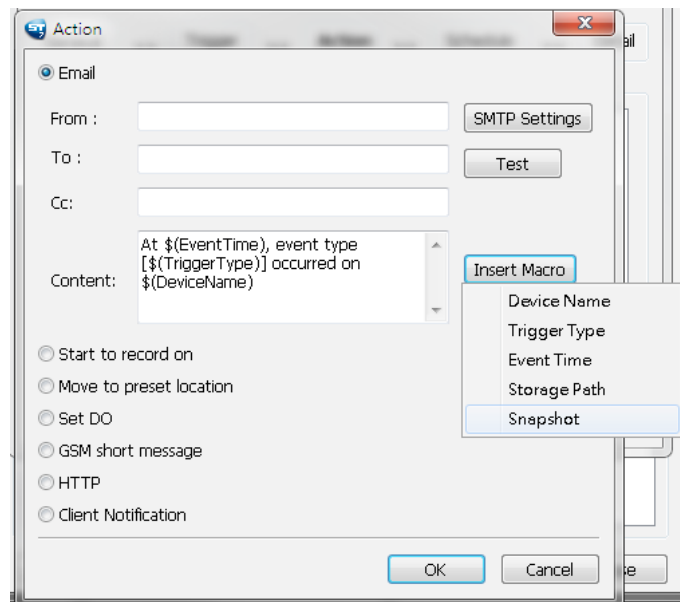 Action
Email
From :
SMTP Settings
To :
Test
Cc:
Content:
At $(EventTime), event type
[$(TriggerType)] occurred on
$(DeviceName)
Insert Macro
Device Name
Trigger Type
Event Time
Storage Path
Snapshot
Start to record on
Move to preset location
Set DO
GSM short message
HTTP
Client Notification
OK
Cancel